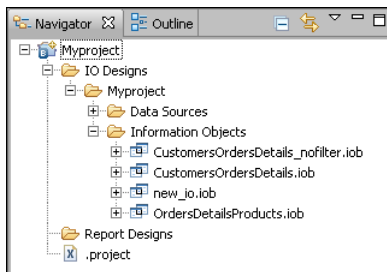 Navigator Outline
Myproject
IO Designs
Myproject
Data Sources
Information Objects
CustomersOrdersDetails_nofilter.iob
CustomersOrdersDetails.iob
new_io.iob
OrdersDetailsProducts.iob
Report Designs
.project